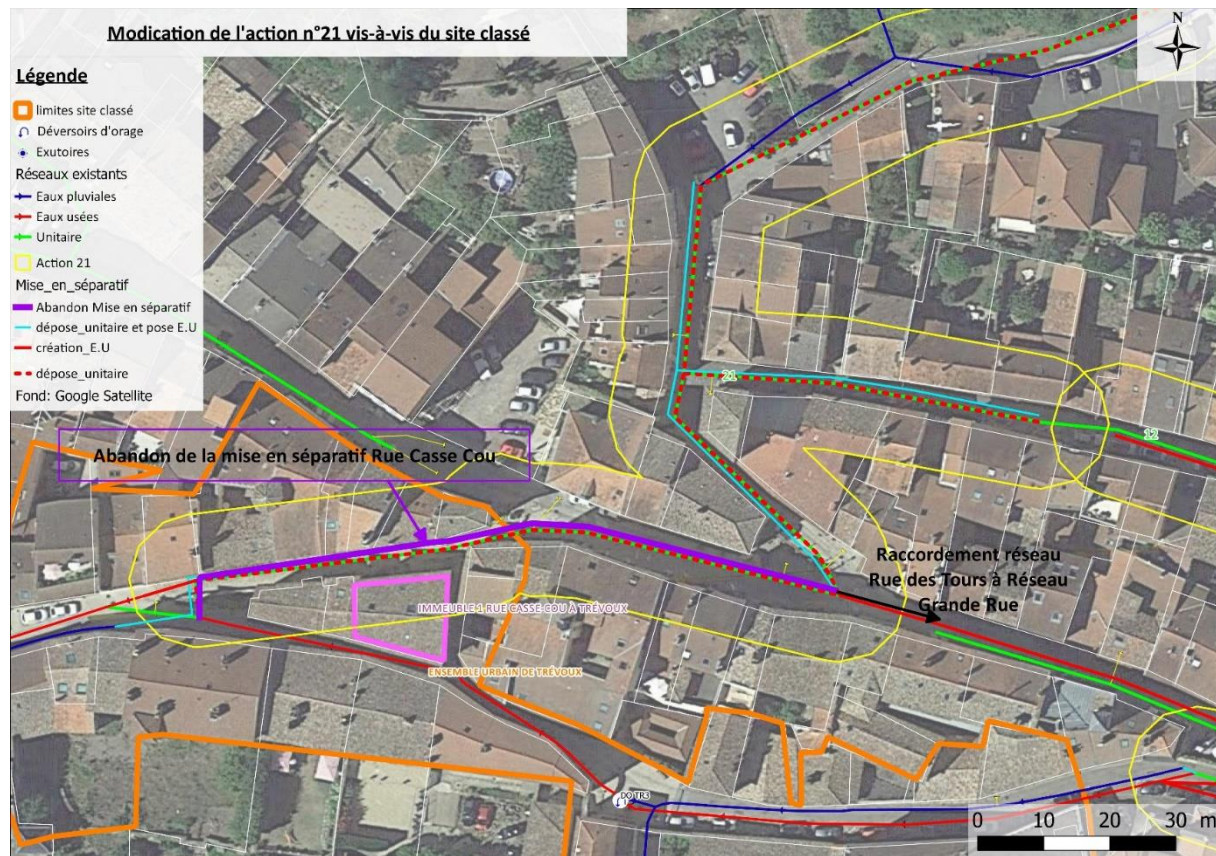 Modication de l'action n°21 vis-à-vis du site classé
N
Légende
limites site classé
Déversoirs d'orage
Exutoires
Réseaux existants
Eaux pluviales
Eaux usées
Unitaire
Action 21
Mise_en_séparatif
Abandon Mise en séparatif
dépose_unitaire et pose E.U
création_E.U
dépose_unitaire
Fond: Google Satellite
21
12
Abandon de la mise en séparatif Rue Casse Cou
Raccordement réseau
Rue des Tours à Réseau
Grande Rue
IMMEUBLE 1 RUE CASSE-COU À TRÉVOUX
ENSEMBLE URBAIN DE TRÉVOUX
DO TR3
0 10 20 30 m